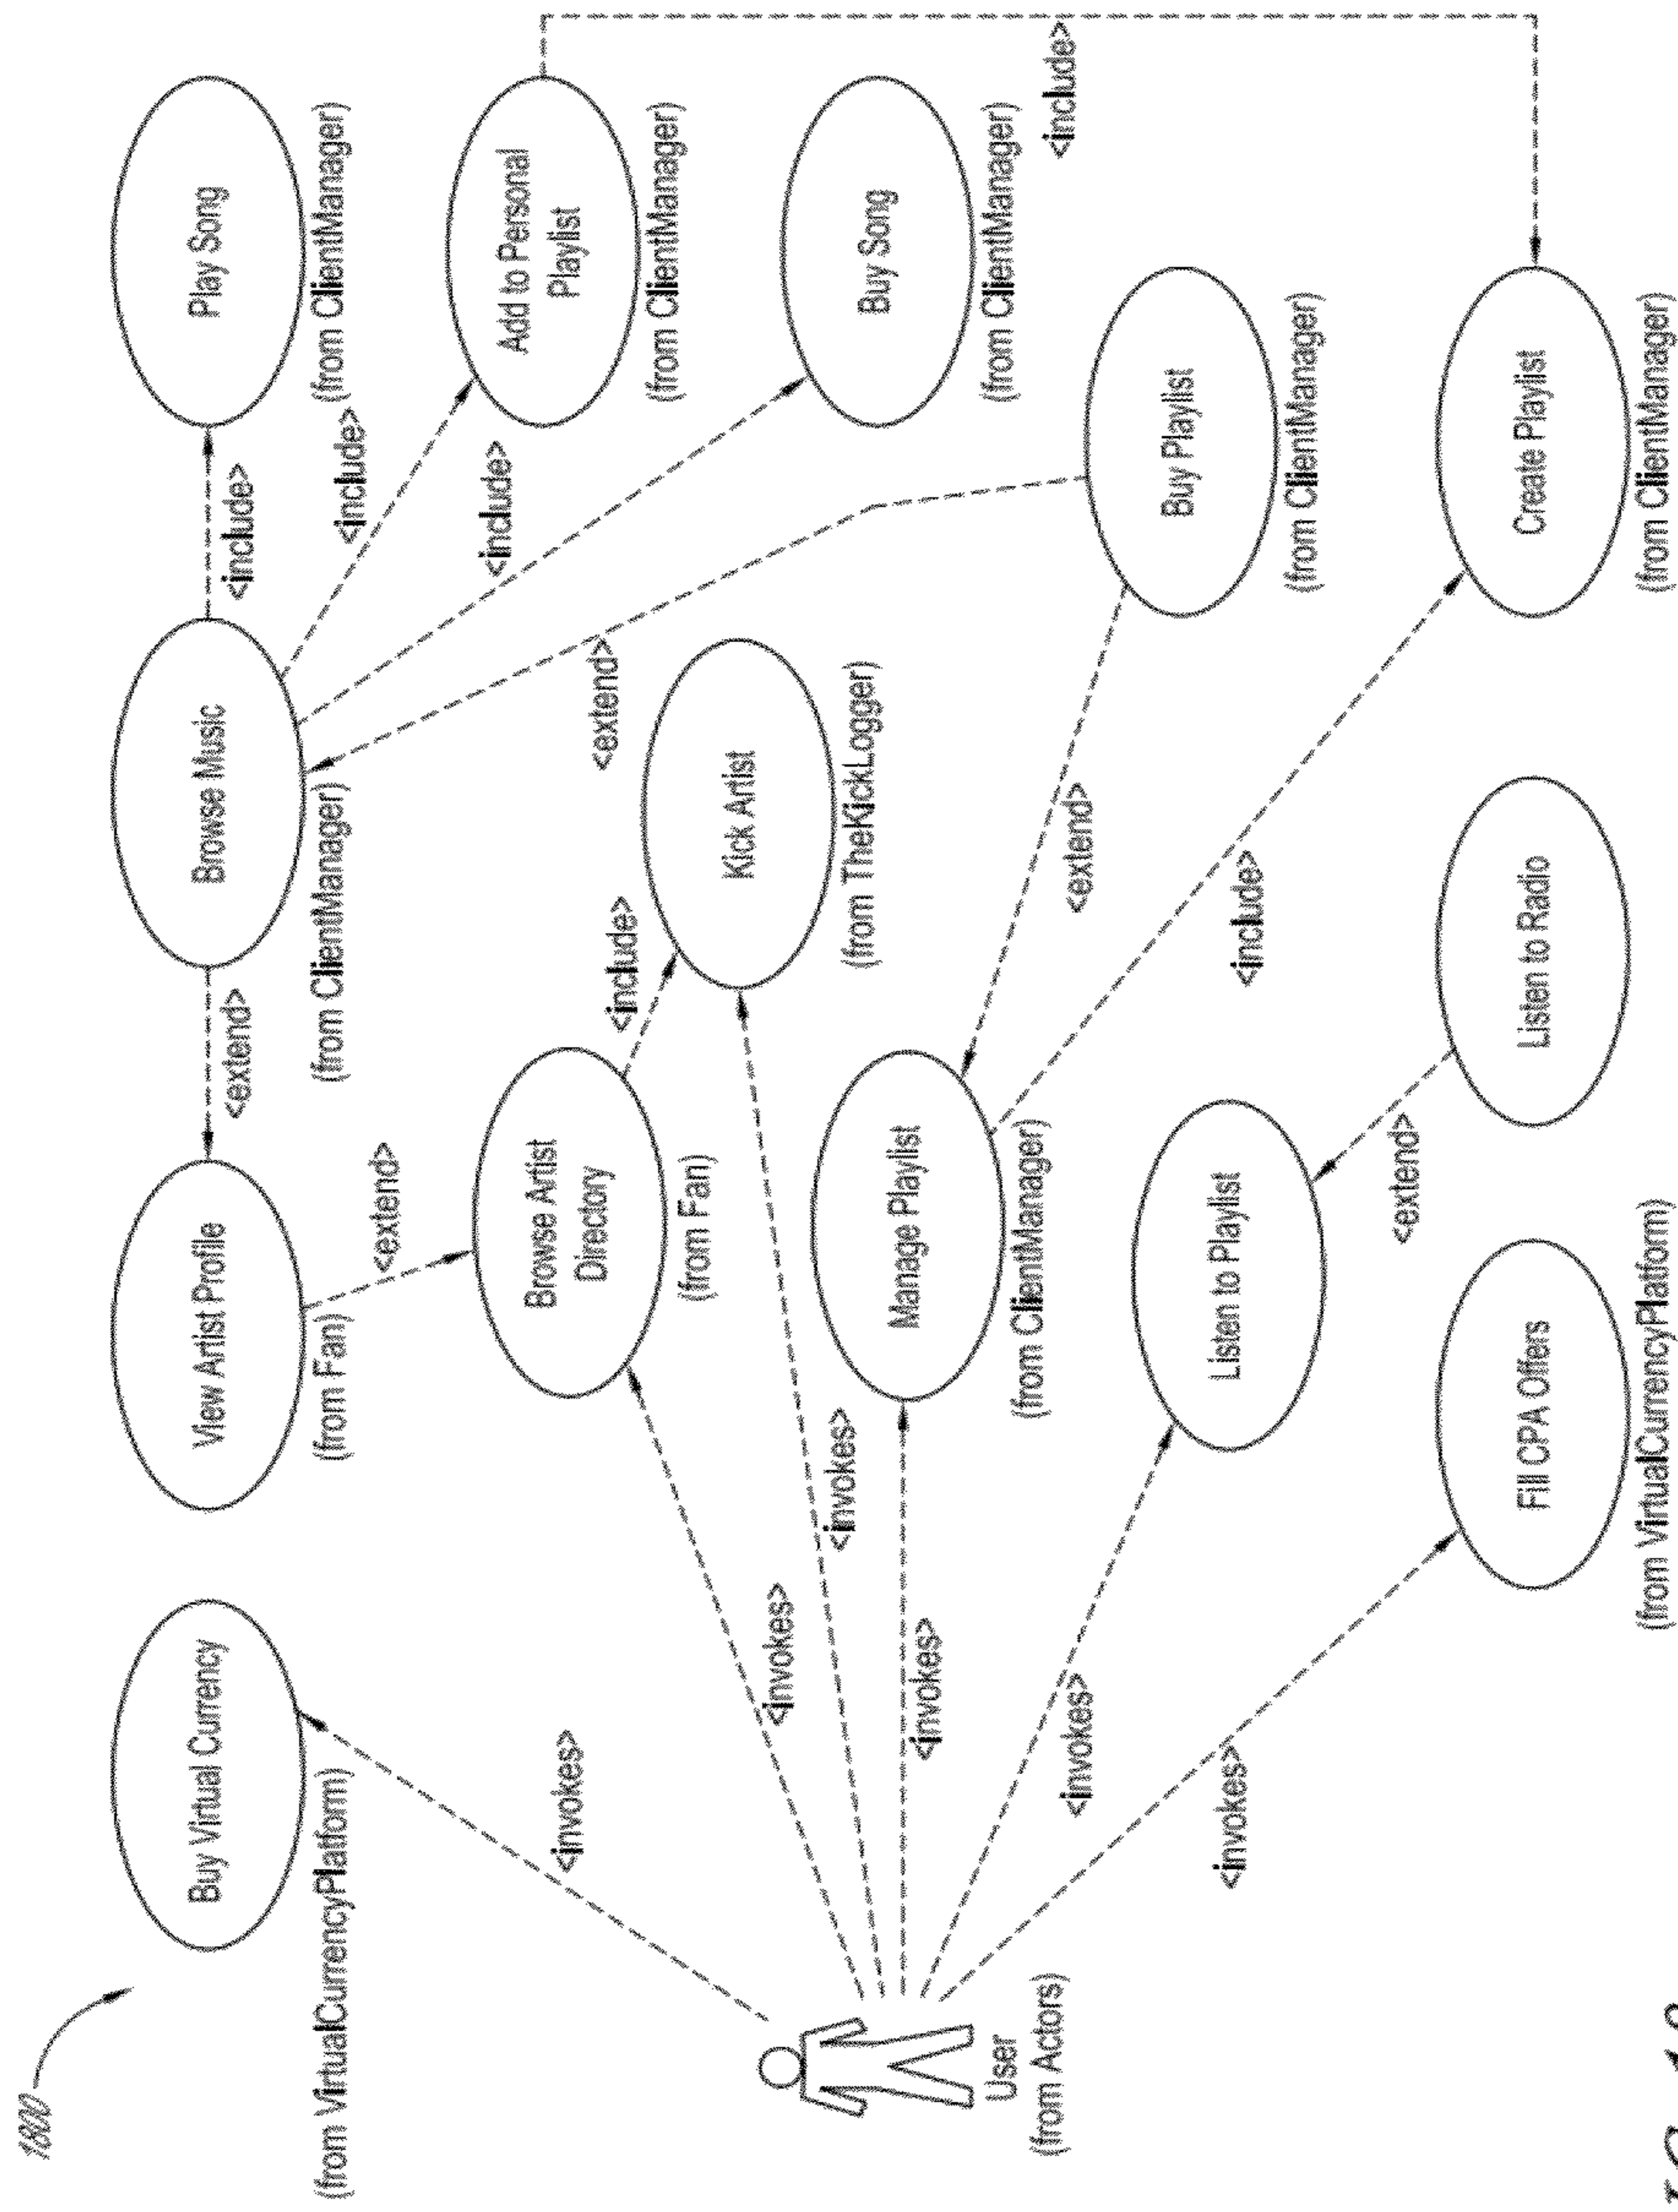 1800
Buy Virtual Currency
(from VirtualCurrencyPlatform)
View Artist Profile
(from Fan)
<extend>
Browse Music
(from ClientManager)
<include>
Play Song
(from ClientManager)
<include>
<extend>
Browse Artist
Directory
(from Fan)
<include>
Add to Personal
Playlist
(from ClientManager)
<include>
<invokes>
<extend>
Kick Artist
(from TheKickLogger)
Buy Song
(from ClientManager)
<include>
<invokes>
<invokes>
User
(from Actors)
<invokes>
Manage Playlist
(from ClientManager)
<extend>
Buy Playlist
(from ClientManager)
<invokes>
Listen to Playlist
<include>
<invokes>
<extend>
Fill CPA Offers
(from VirtualCurrencyPlatform)
Listen to Radio
Create Playlist
(from ClientManager)